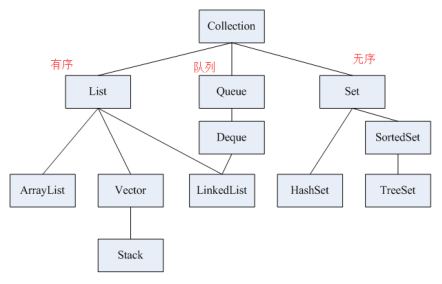 Collection
有序
队列
无序
List
Queue
Set
Deque
SortedSet
ArrayList
Vector
LinkedList
HashSet
TreeSet
Stack